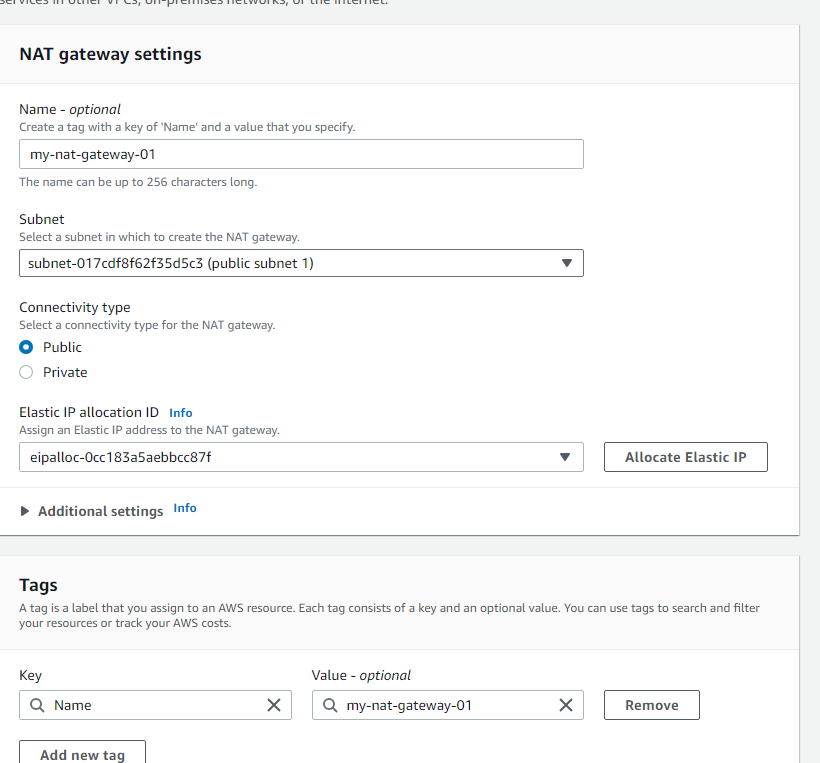 services in other VPCs, on-premises networks, or the internet.
NAT gateway settings
Name - optional
Create a tag with a key of 'Name' and a value that you specify.
my-nat-gateway-01
The name can be up to 256 characters long.
Subnet
Select a subnet in which to create the NAT gateway.
subnet-017cdf8f62f35d5c3 (public subnet 1)
Connectivity type
Select a connectivity type for the NAT gateway.
Public
Private
Elastic IP allocation ID Info
Assign an Elastic IP address to the NAT gateway.
eipalloc-0cc183a5aebbcc87f Allocate Elastic IP
Additional settings Info
Tags
A tag is a label that you assign to an AWS resource. Each tag consists of a key and an optional value. You can use tags to search and filter
your resources or track your AWS costs.
Key Value - optional
Name my-nat-gateway-01 Remove
Add new tag